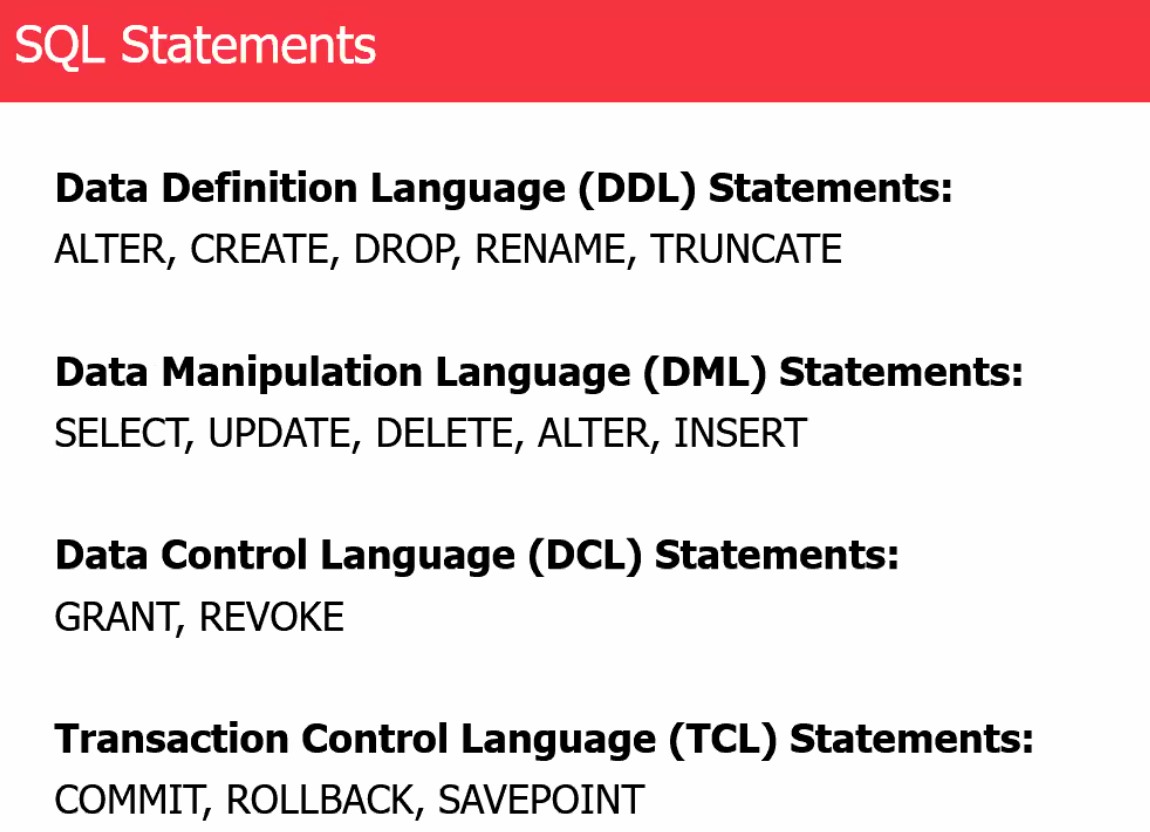 SQL Statements
Data Definition Language (DDL) Statements:
ALTER, CREATE, DROP, RENAME, TRUNCATE
Data Manipulation Language (DML) Statements:
SELECT, UPDATE, DELETE, ALTER, INSERT
Data Control Language (DCL) Statements:
GRANT, REVOKE
Transaction Control Language (TCL) Statements:
COMMIT, ROLLBACK, SAVEPOINT